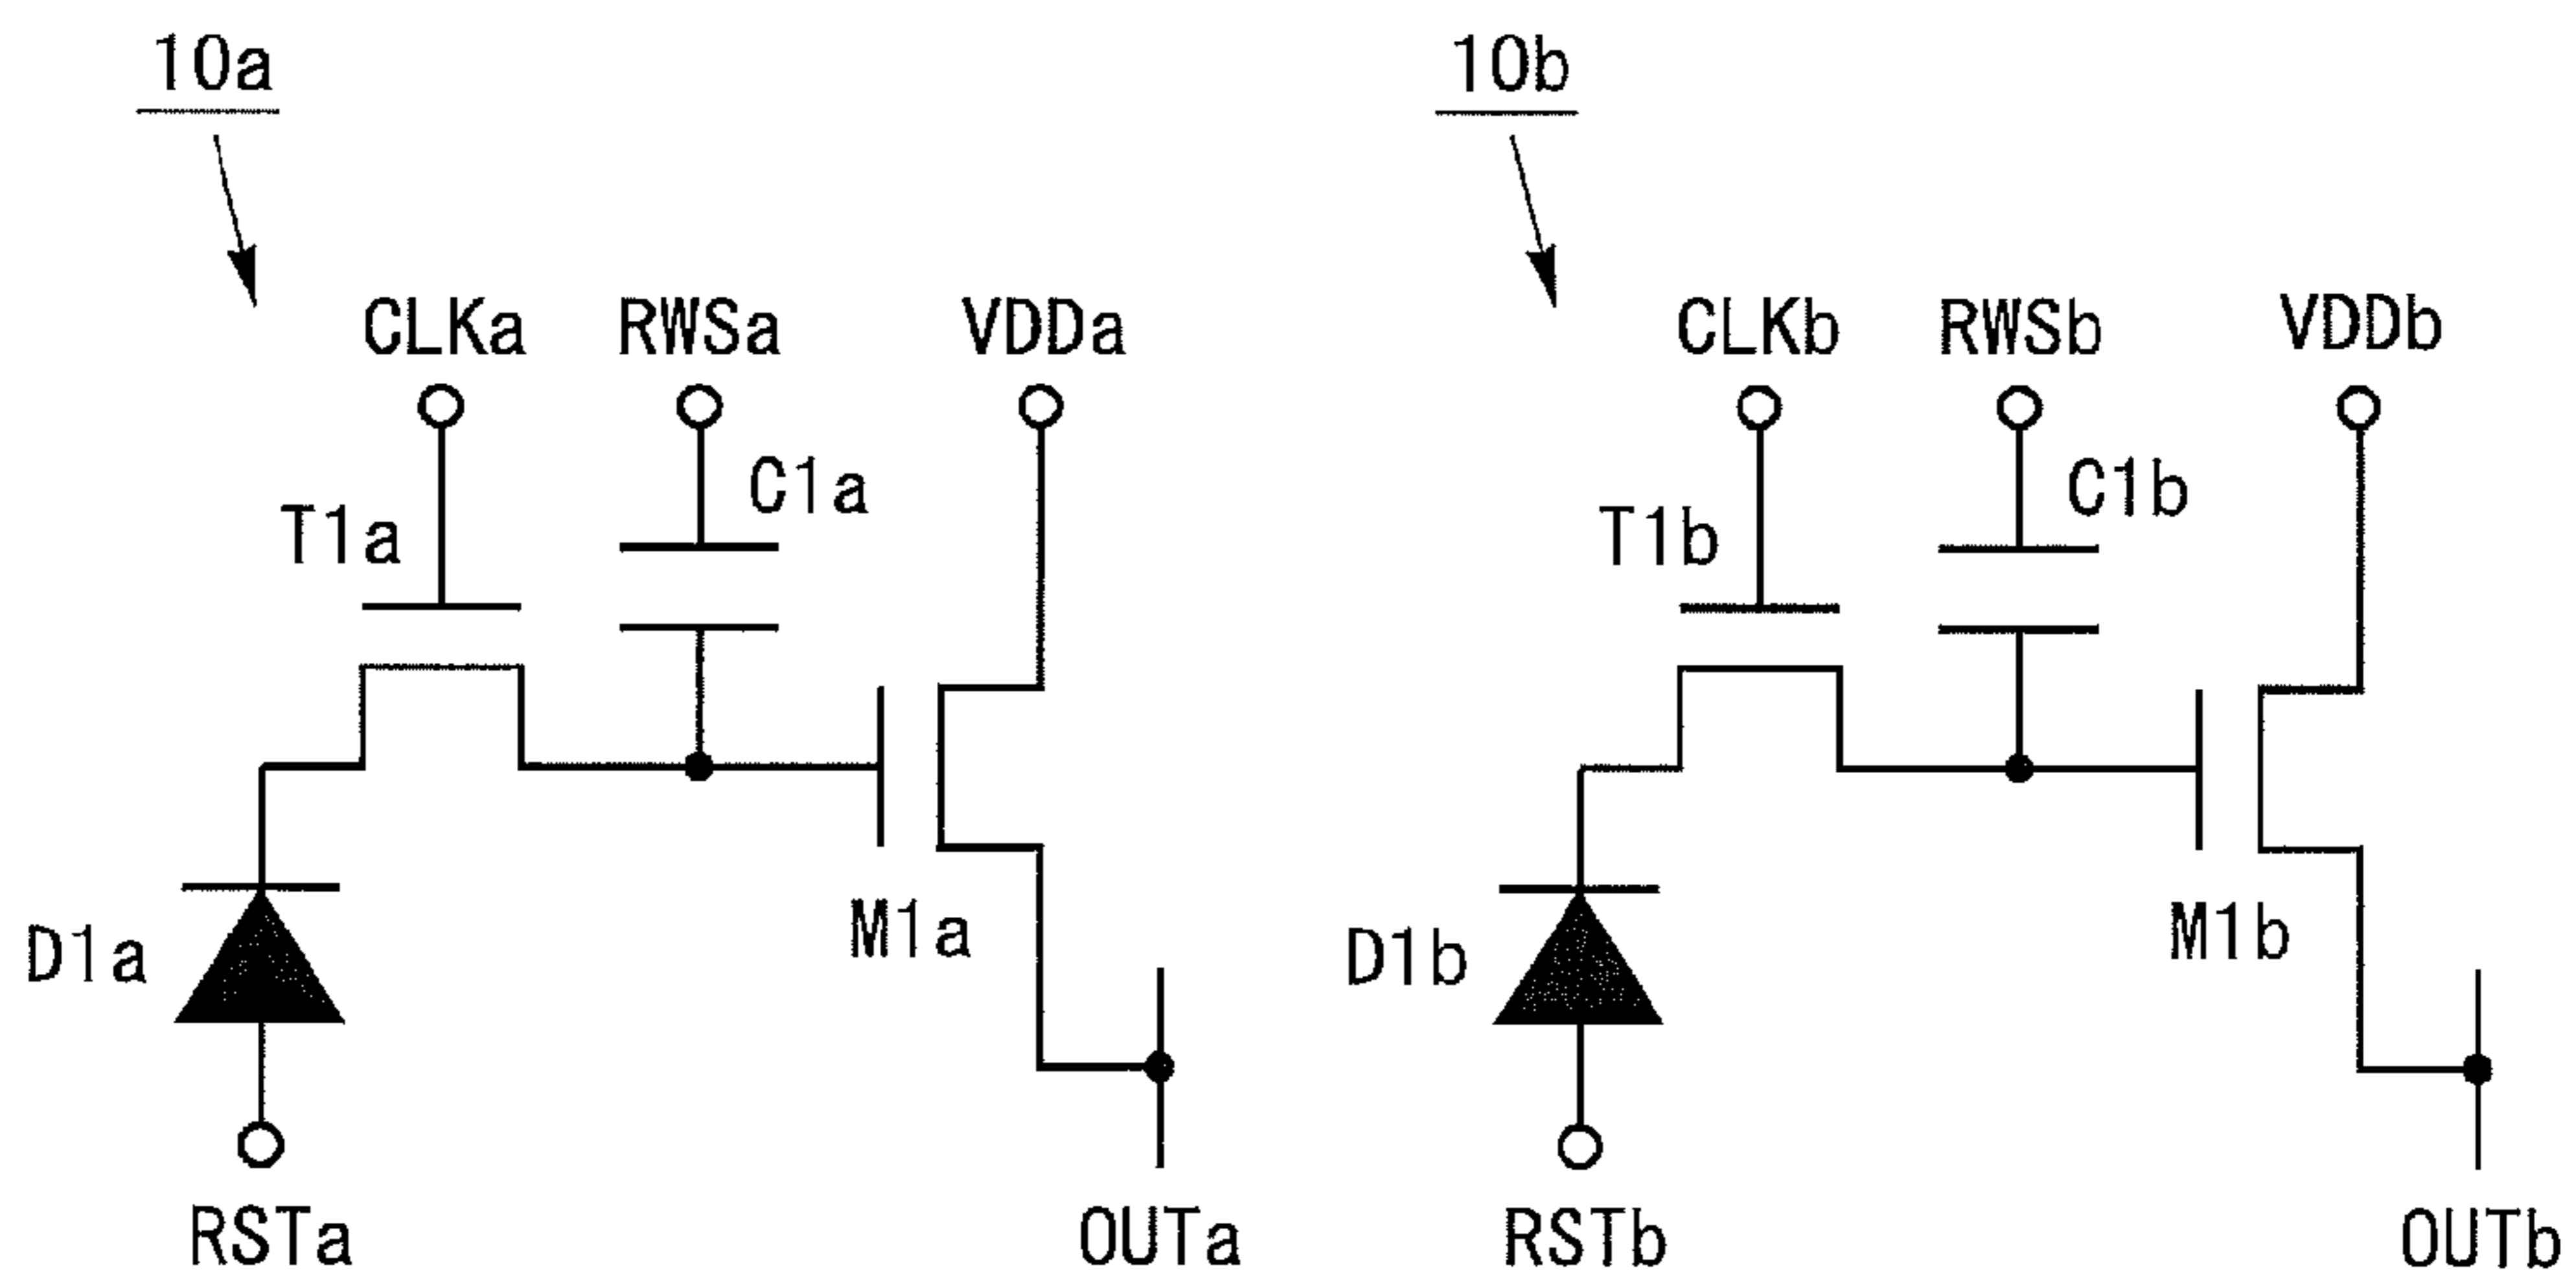 10a
10b
CLKa RWSa VDDa
CLKb RWSb VDDb
C1a
C1b
T1a
T1b
M1a
M1b
D1a
D1b
RSTa
OUTa
RSTb
OUTb